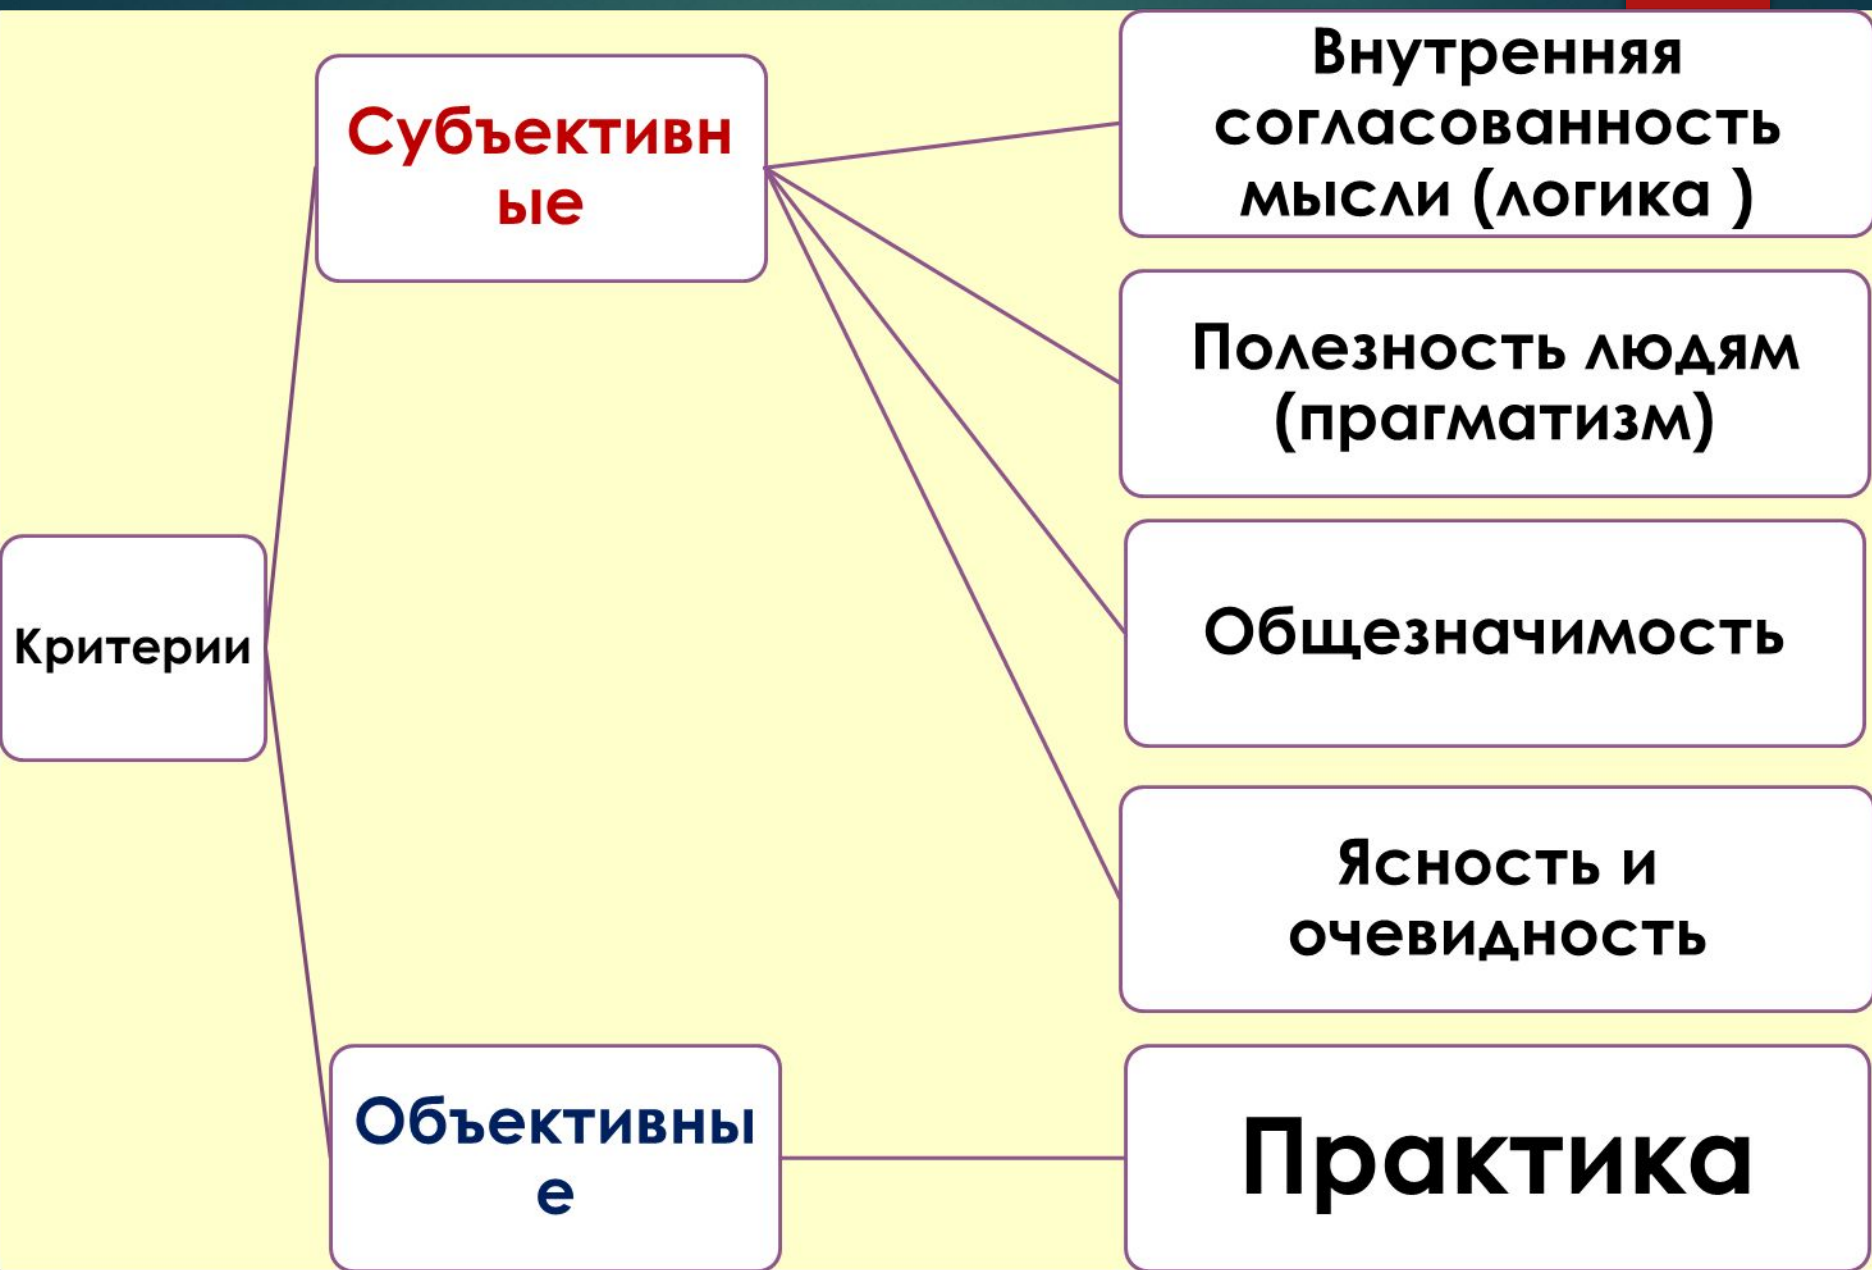 Критерии
Субъективн
ые
Внутренняя
согласованность
мысли (логика )
Полезность людям
(прагматизм)
Общезначимость
Ясность и
очевидность
Объективны
е
Практика